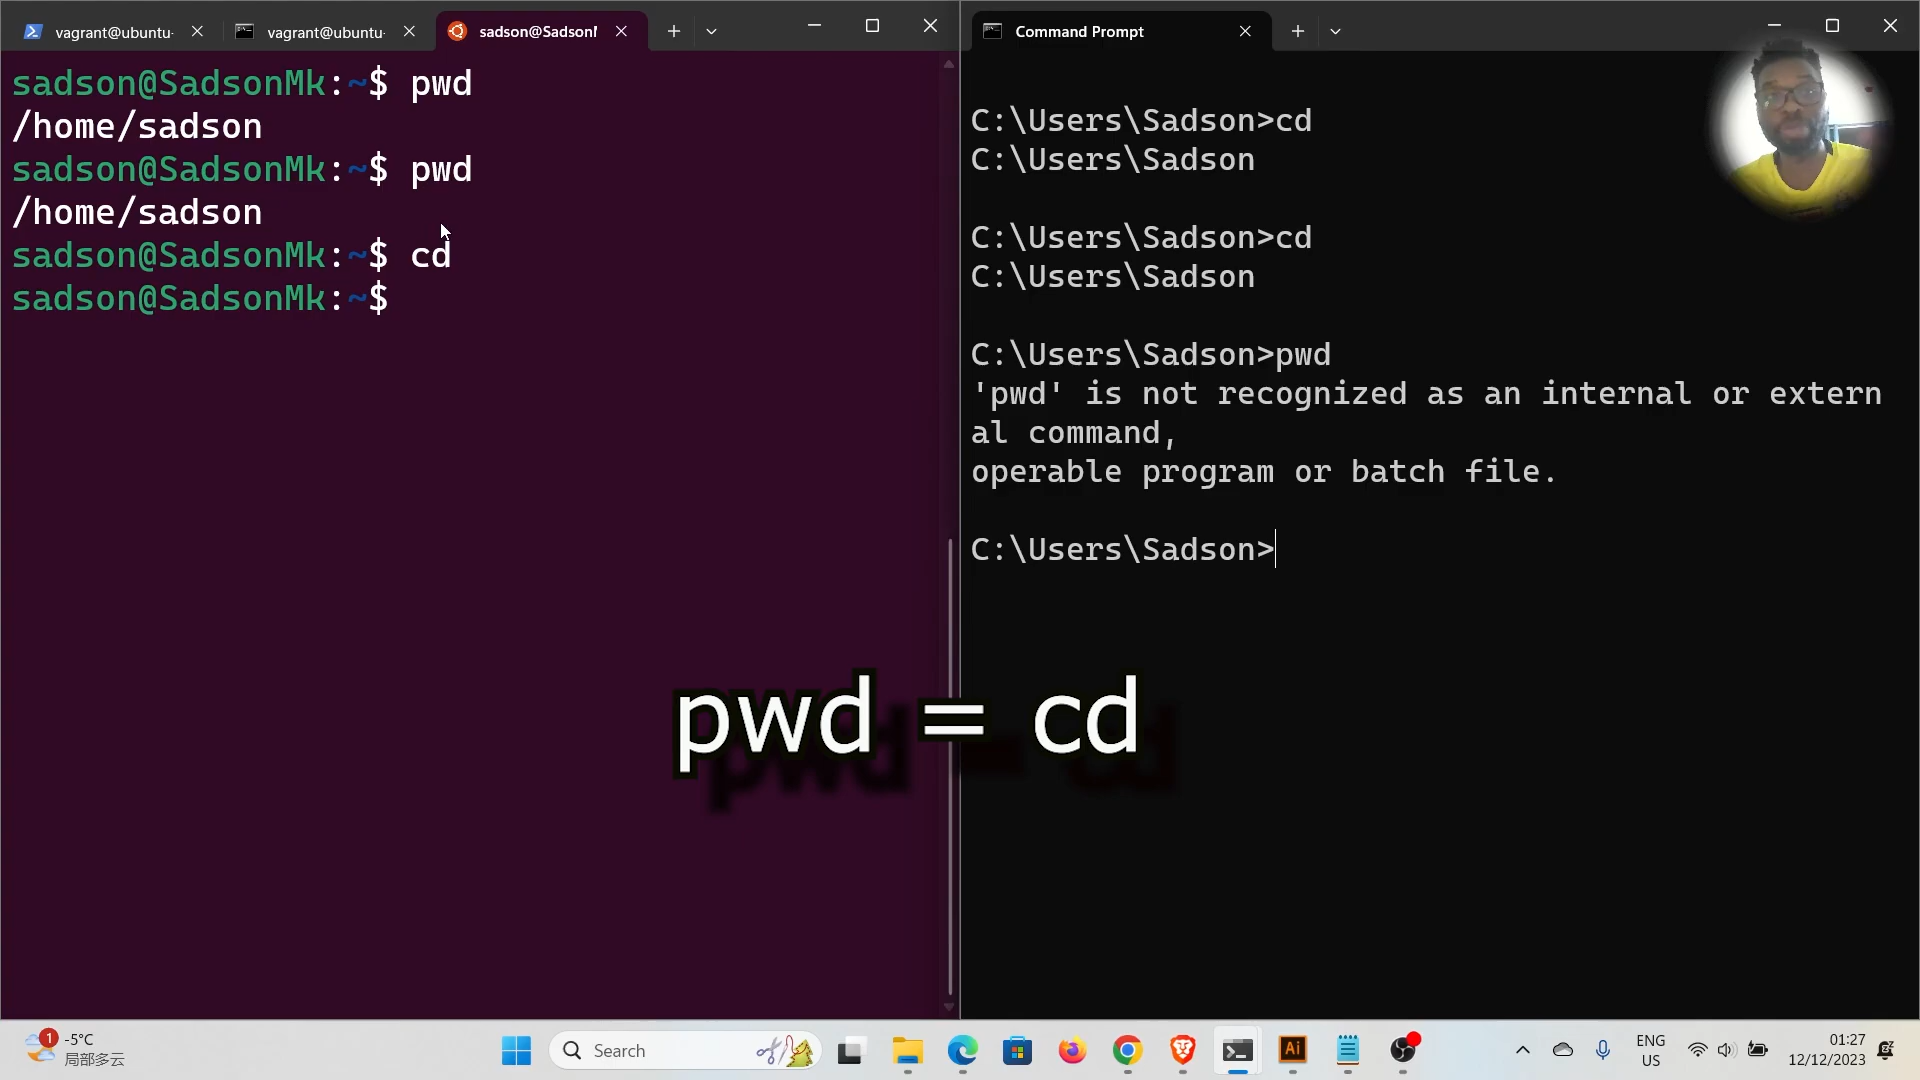 vagrant@ubuntu-
vagrant@ubuntu-
sadson@Sadson
Command Prompt
sadson@SadsonMk:~$ pwd
/home/sadson
sadson@SadsonMk:~$ pwd
/home/sadson
sadson@SadsonMk:~$ cd
sadson@SadsonMk:~$
C:\Users\Sadson>cd
C:\Users\Sadson
C:\Users\Sadson>cd
C:\Users\Sadson
C:\Users\Sadson>pwd
'pwd' is not recognized as an internal or extern
al command,
operable program or batch file.
C:\Users\Sadson>
pwd = cd
1
-5°C
局部多云
Search
Ai
ENG
US
01:27
12/12/2023